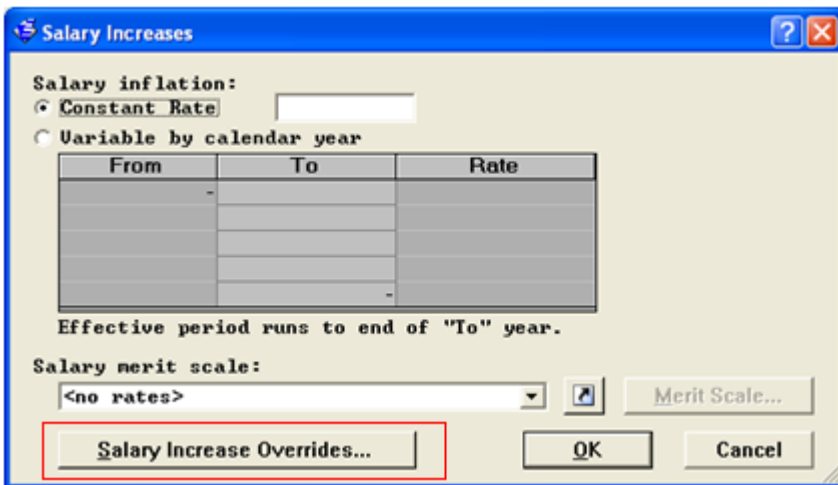 Salary Increases
Salary inflation:
Constant Rate
Variable by calendar year
From To Rate
-
-
Effective period runs to end of "To" year.
Salary merit scale:
<no rates> Merit Scale...
Salary Increase Overrides... OK Cancel